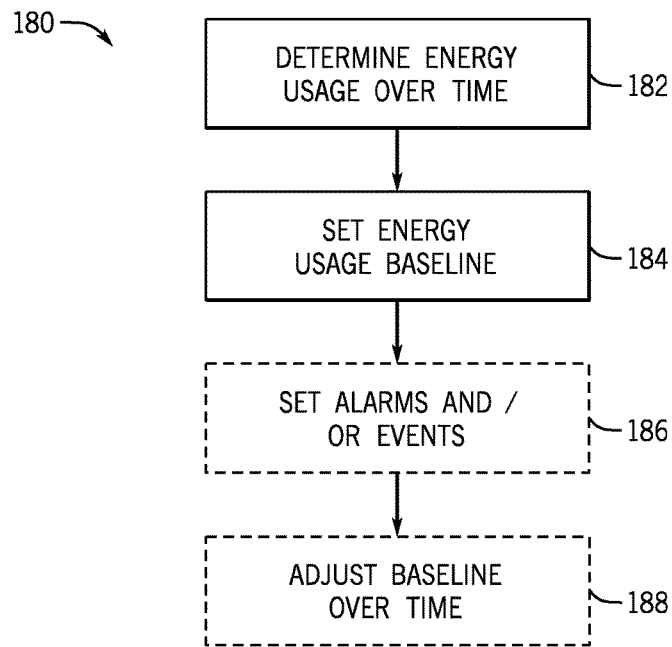 180
DETERMINE ENERGY
USAGE OVER TIME
182
SET ENERGY
USAGE BASELINE
184
SET ALARMS AND /
OR EVENTS
186
ADJUST BASELINE
OVER TIME
188